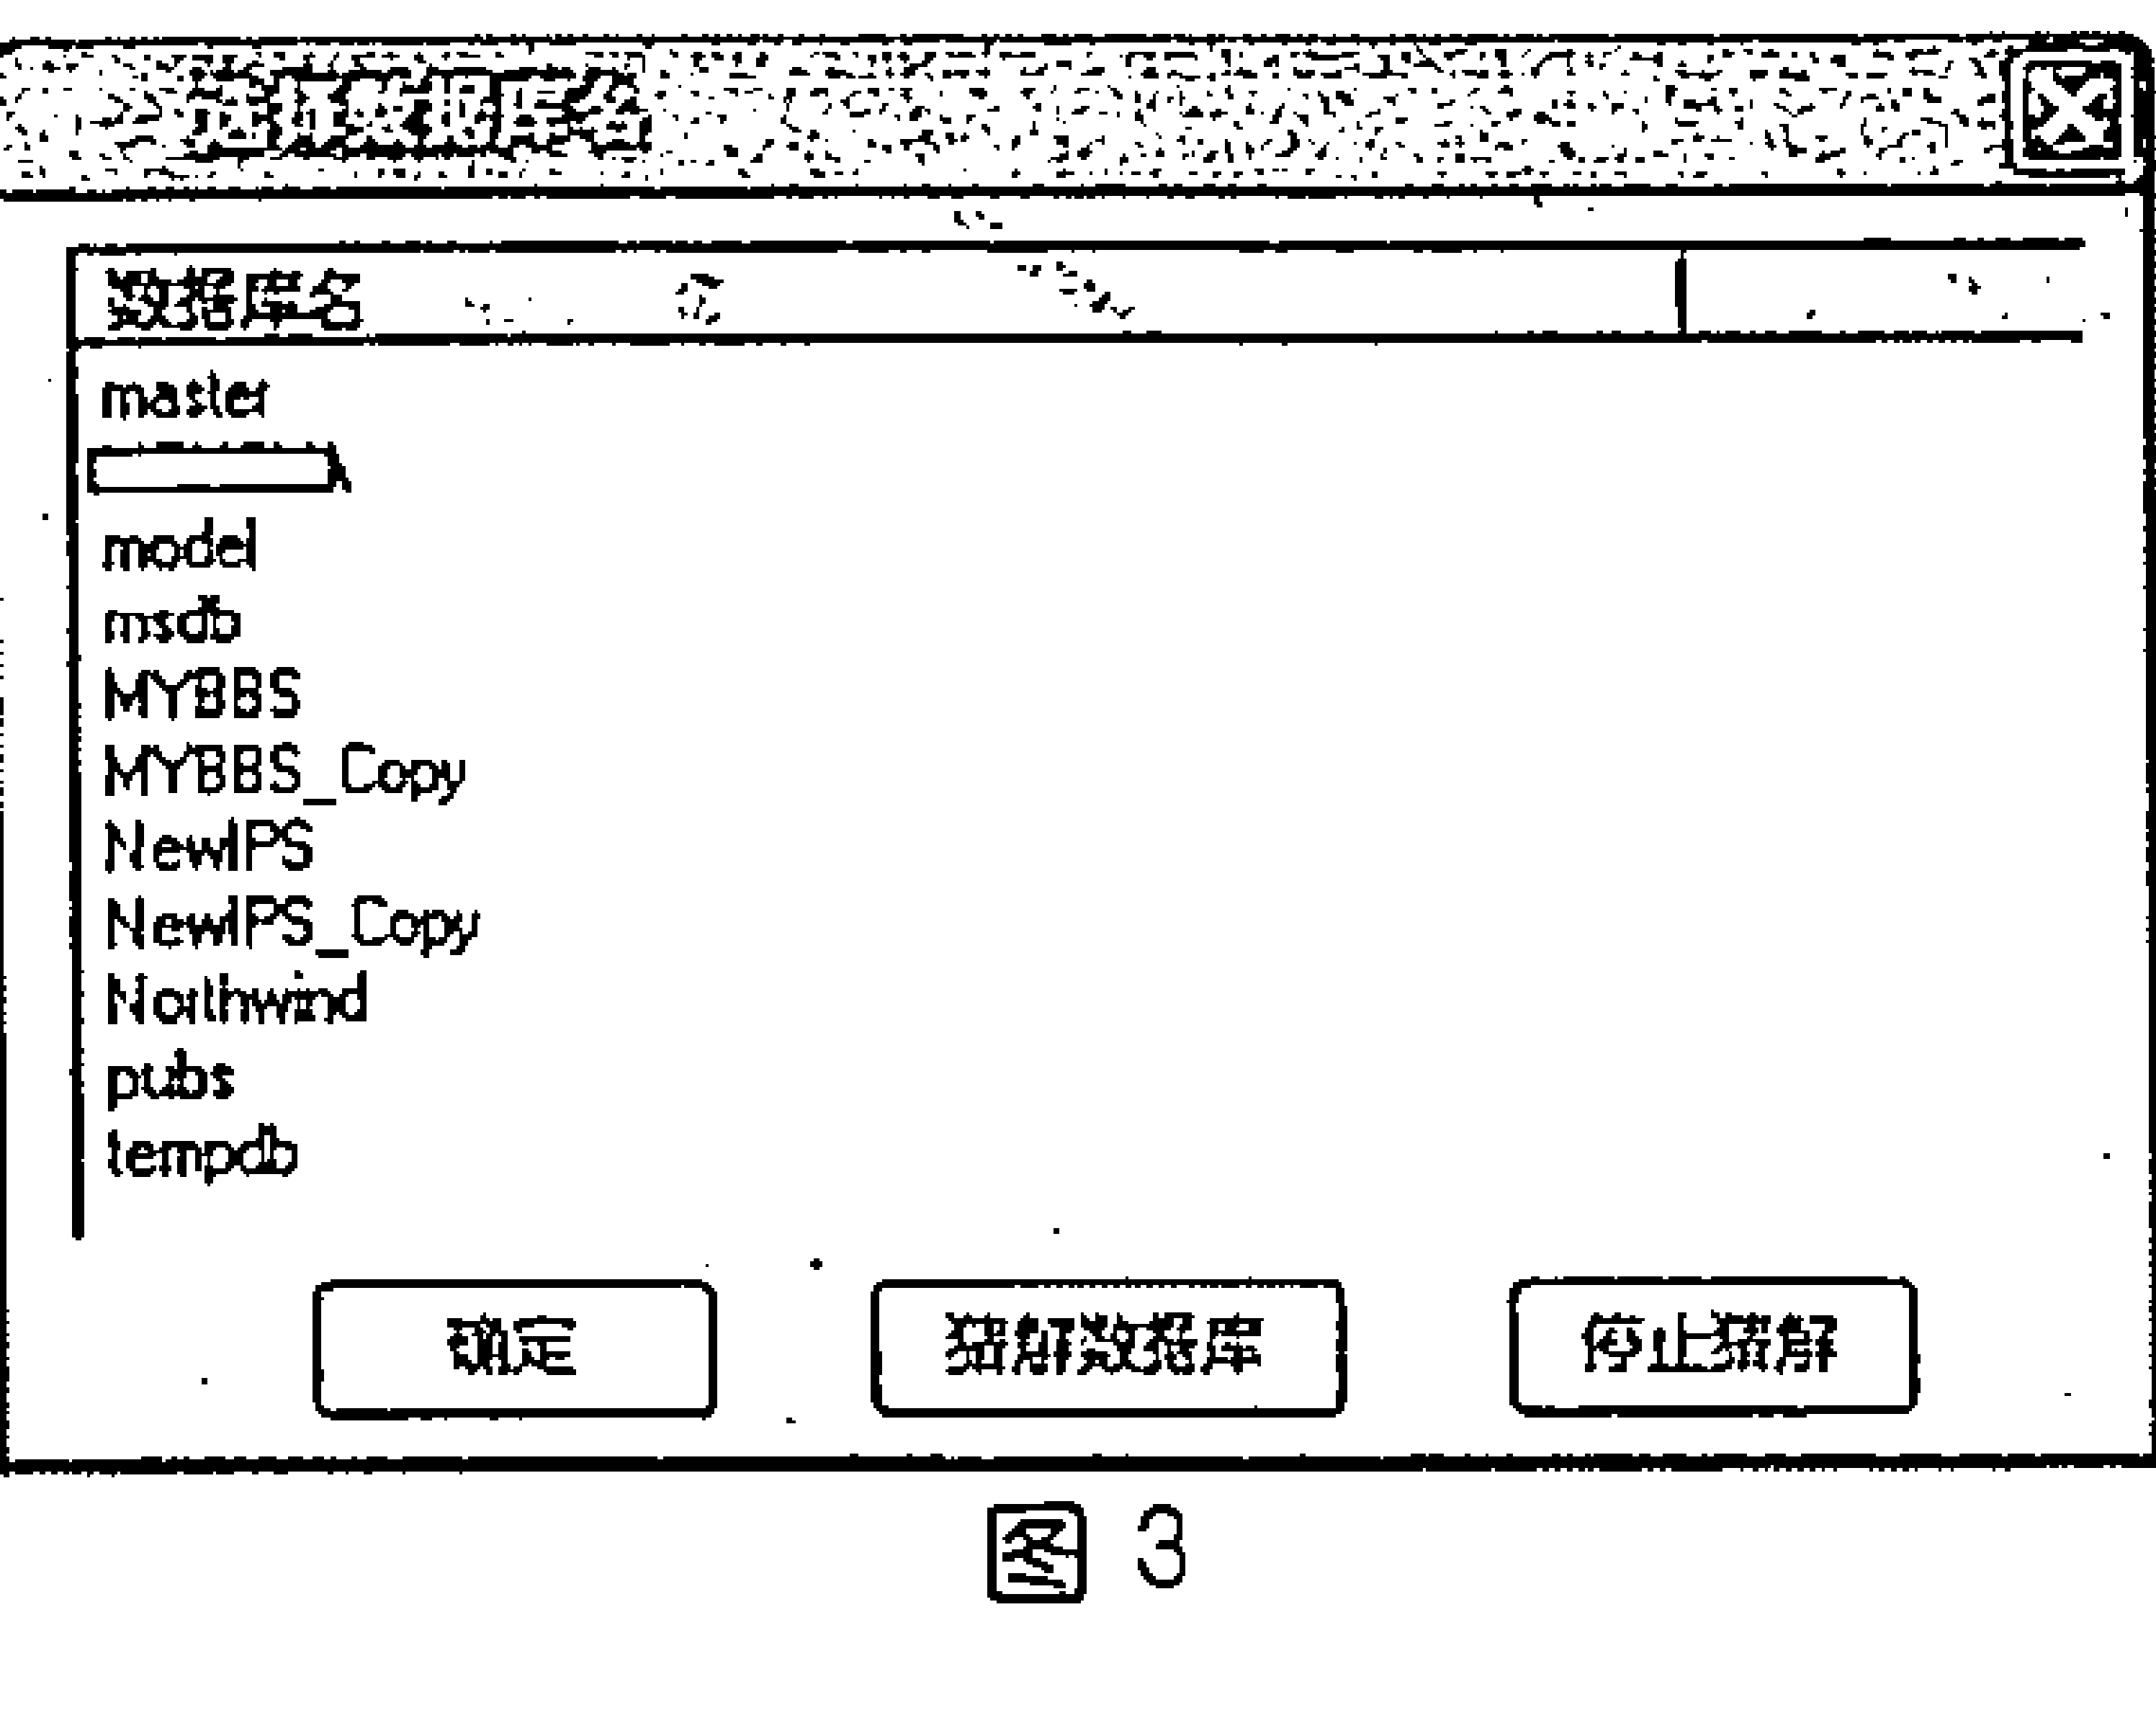 选择数据库名
数据库名
master
model
msdb
MYBBS
MYBBS_Copy
NewIPS
NewIPS_Copy
Northwind
pubs
tempdb
确定 猜解数据库 停止猜解
图 3